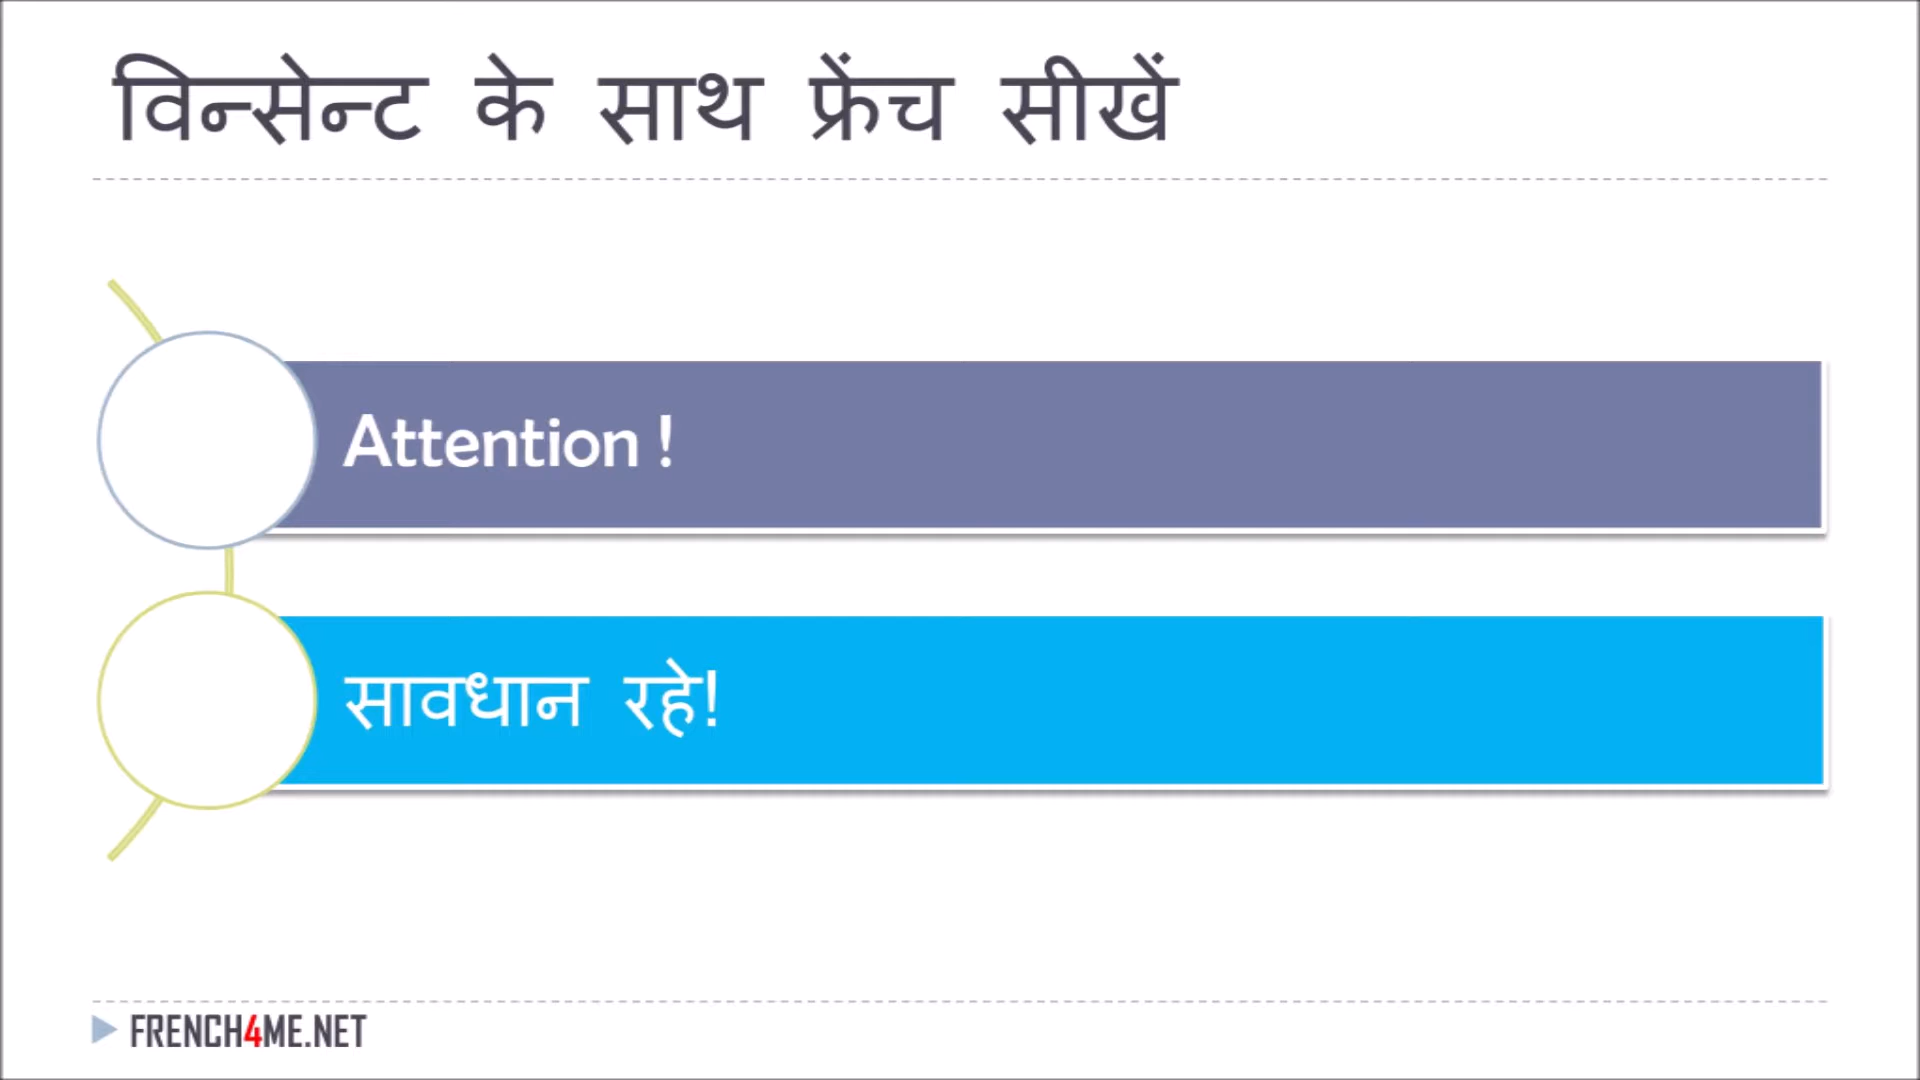 विन्सेन्ट के साथ फ्रेंच सीखें
Attention !
सावधान रहे!
FRENCH4ME.NET